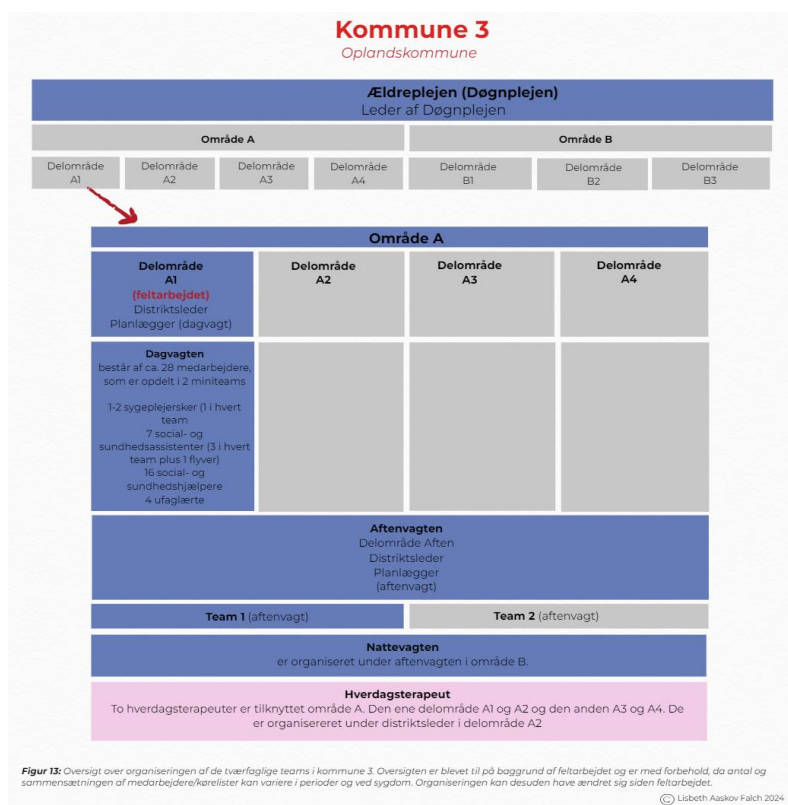 Kommune 3
Oplandskommune
Ældreplejen (Døgnplejen)
Leder af Døgnplejen
Område A
Område B
Delområde
A1
Delområde
A2
Delområde
A3
Delområde
A4
Delområde
B1
Delområde
B2
Delområde
B3
Område A
Delområde
A1
(feltarbejdet)
Distriktsleder
Planlægger (dagvagt)
Delområde
A2
Delområde
A3
Delområde
A4
Dagvagten
består af ca. 28 medarbejdere,
som er opdelt i 2 miniteams
1-2 sygeplejersker (1 i hvert
team
7 social- og
sundhedsassistenter (3 i hvert
team plus 1 flyver)
16 social- og
sundhedshjælpere
4 ufaglærte
Aftenvagten
Delområde Aften
Distriktsleder
Planlægger
(aftenvagt)
Team 1 (aftenvagt)
Team 2 (aftenvagt)
Nattevagten
er organiseret under aftenvagten i område B.
Hverdagsterapeut
To hverdagsterapeuter er tilknyttet område A. Den ene delområde A1 og A2 og den anden A3 og A4. De
er organisereret under distriktsleder i delområde A2
Figur 13: Oversigt over organiseringen af de tværfaglige teams i kommune 3. Oversigten er blevet til på baggrund af feltarbejdet og er med forbehold, da antal og
sammensætningen af medarbejdere/kørelister kan variere i perioder og ved sygdom. Organiseringen kan desuden have ændret sig siden feltarbejdet.
© Lisbeth Aaskov Falch 2024